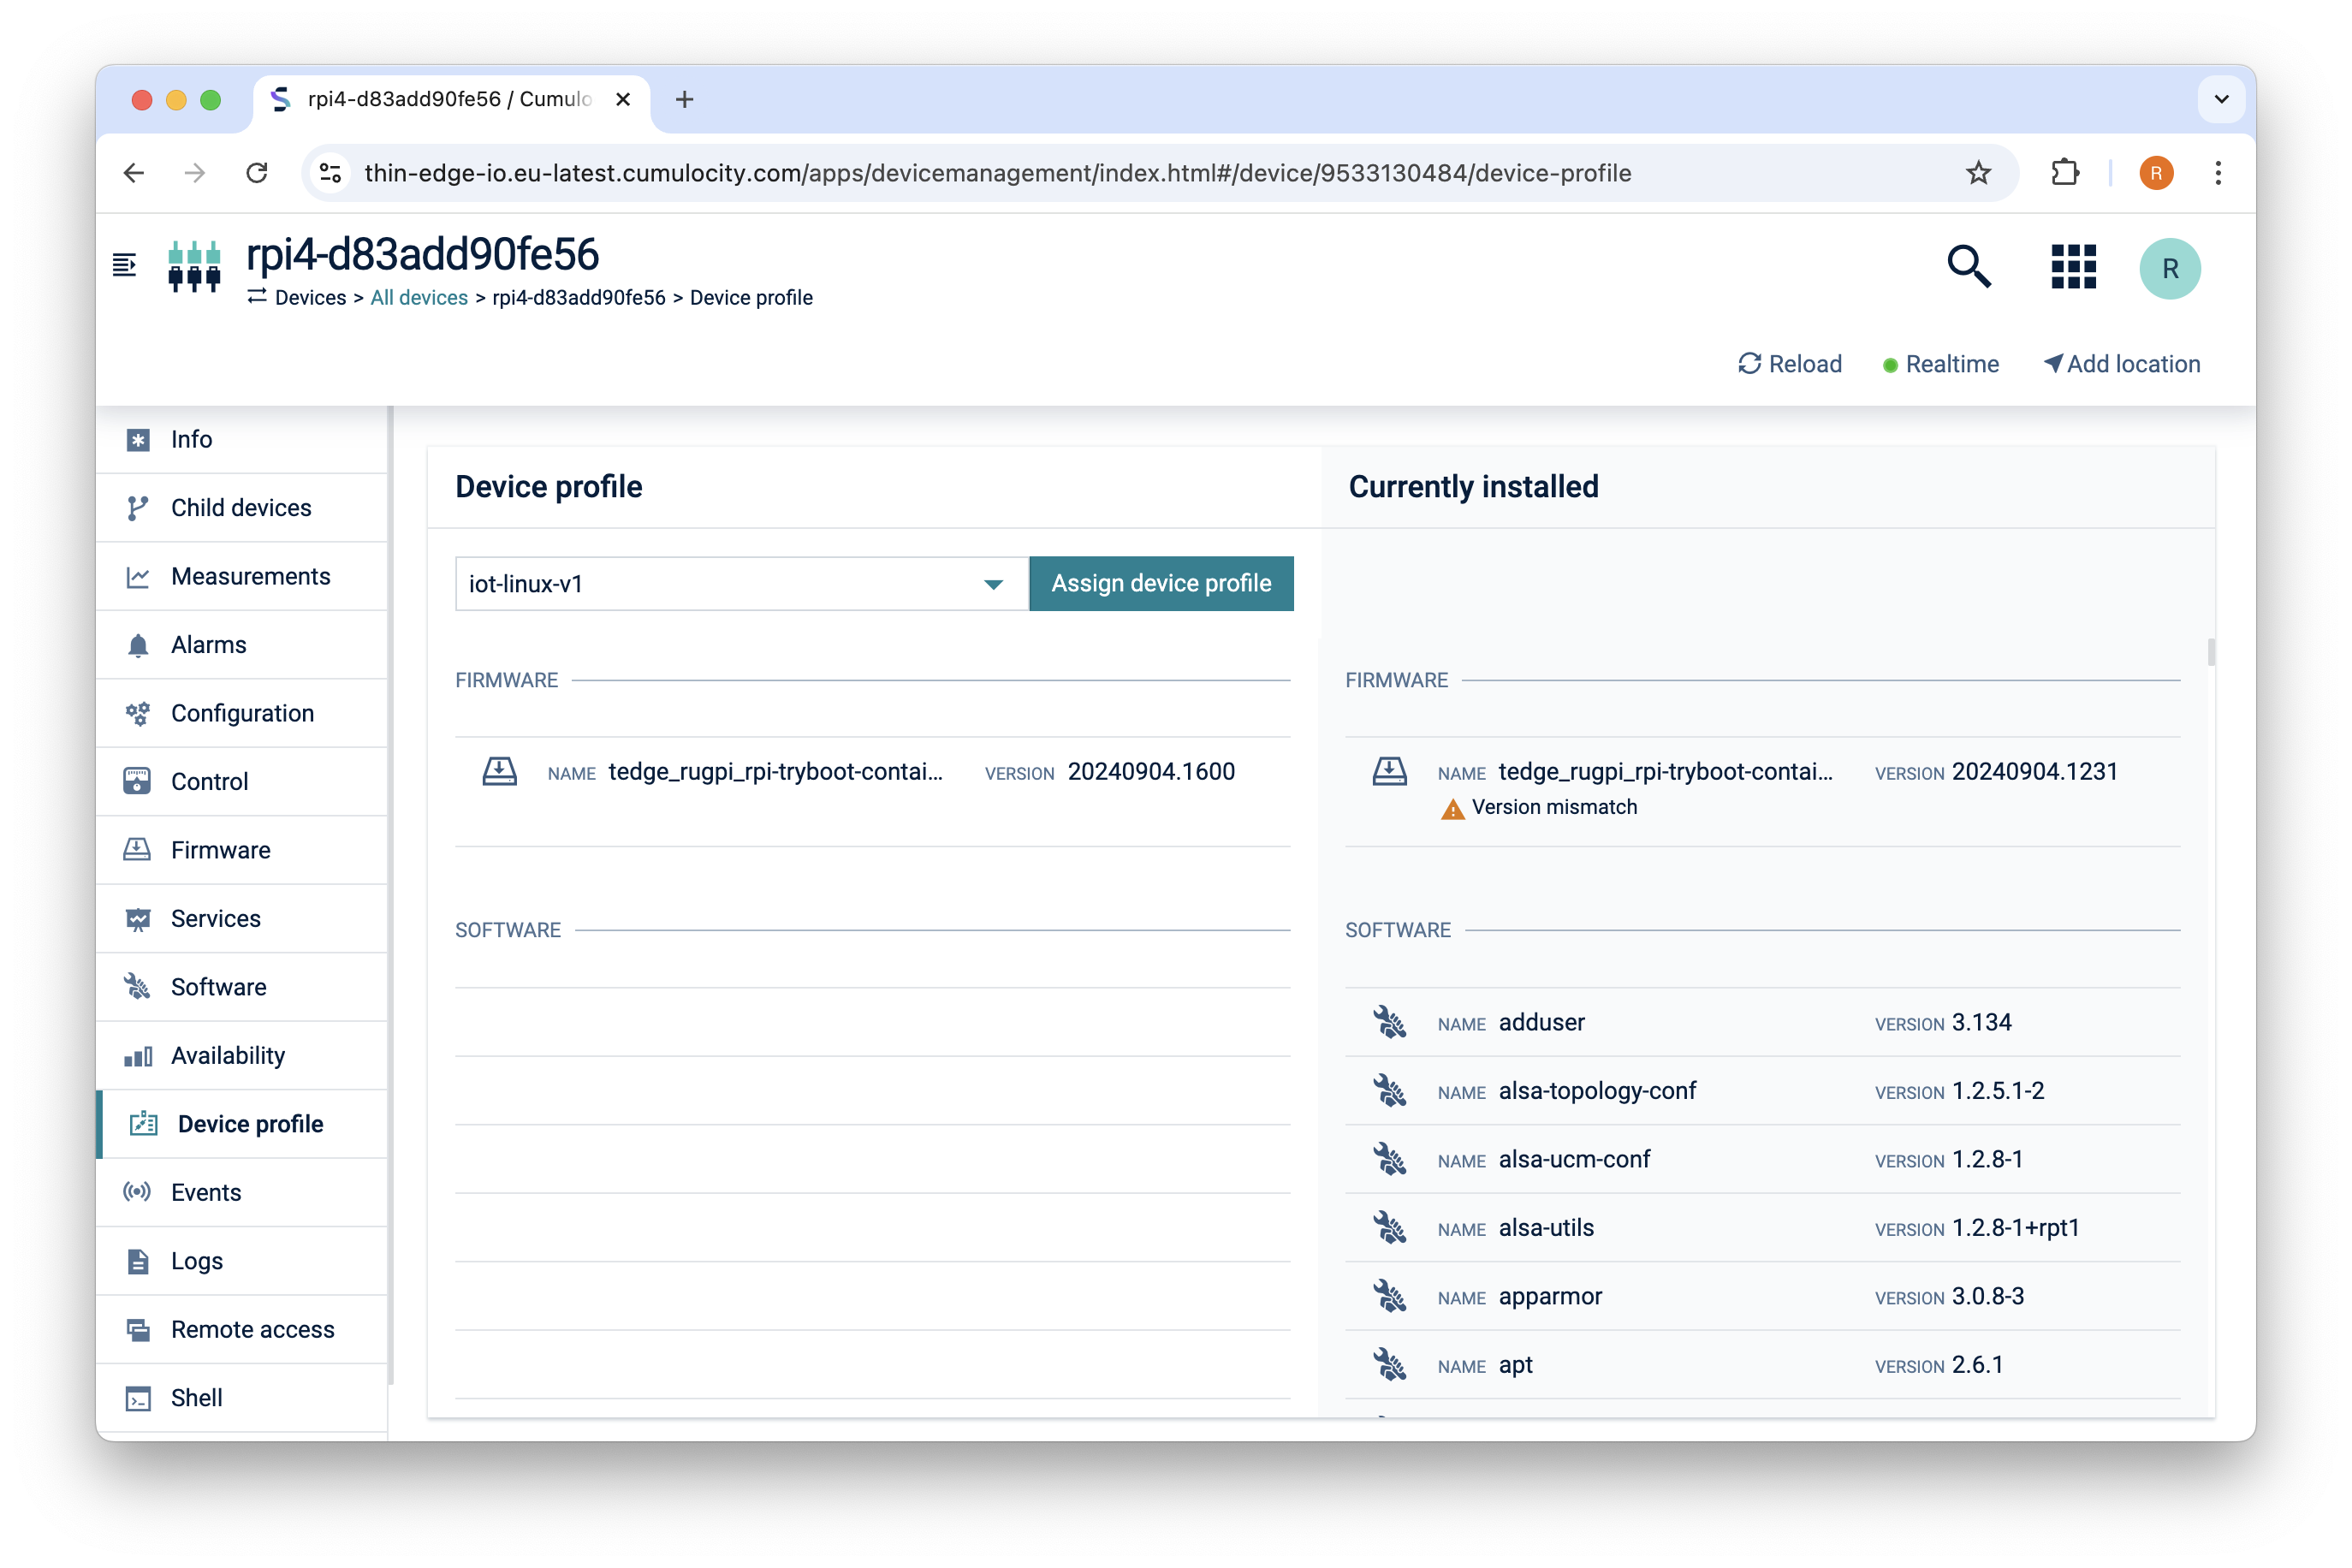 rpi4-d83add90fe56 / Cumulo
thin-edge-io.eu-latest.cumulocity.com/apps/devicemanagement/index.html#/device/9533130484/device-profile
R
rpi4-d83add90fe56
Devices > All devices > rpi4-d83add90fe56 > Device profile
R
Reload
Realtime
Add location
Info
Child devices
Measurements
Alarms
Configuration
Control
Firmware
Services
Software
Availability
Device profile
Events
Logs
Remote access
Shell
Device profile
iot-linux-v1
Assign device profile
FIRMWARE
NAME tedge_rugpi_rpi-tryboot-contai... VERSION 20240904.1600
SOFTWARE
Currently installed
FIRMWARE
NAME tedge_rugpi_rpi-tryboot-contai... VERSION 20240904.1231
Version mismatch
SOFTWARE
NAME adduser VERSION 3.134
NAME alsa-topology-conf VERSION 1.2.5.1-2
NAME alsa-ucm-conf VERSION 1.2.8-1
NAME alsa-utils VERSION 1.2.8-1+rpt1
NAME apparmor VERSION 3.0.8-3
NAME apt VERSION 2.6.1